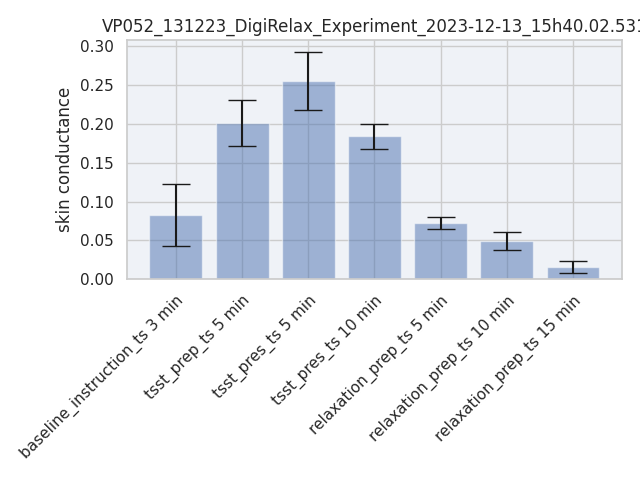 VP052_131223_DigiRelax_Experiment_2023-12-13_15h40.02.531
0.30
0.25
0.20
0.15
0.10
0.05
0.00
skin conductance
baseline_instruction_ts 3 min
tsst_prep_ts 5 min
tsst_pres_ts 5 min
tsst_pres_ts 10 min
relaxation_prep_ts 5 min
relaxation_prep_ts 10 min
relaxation_prep_ts 15 min